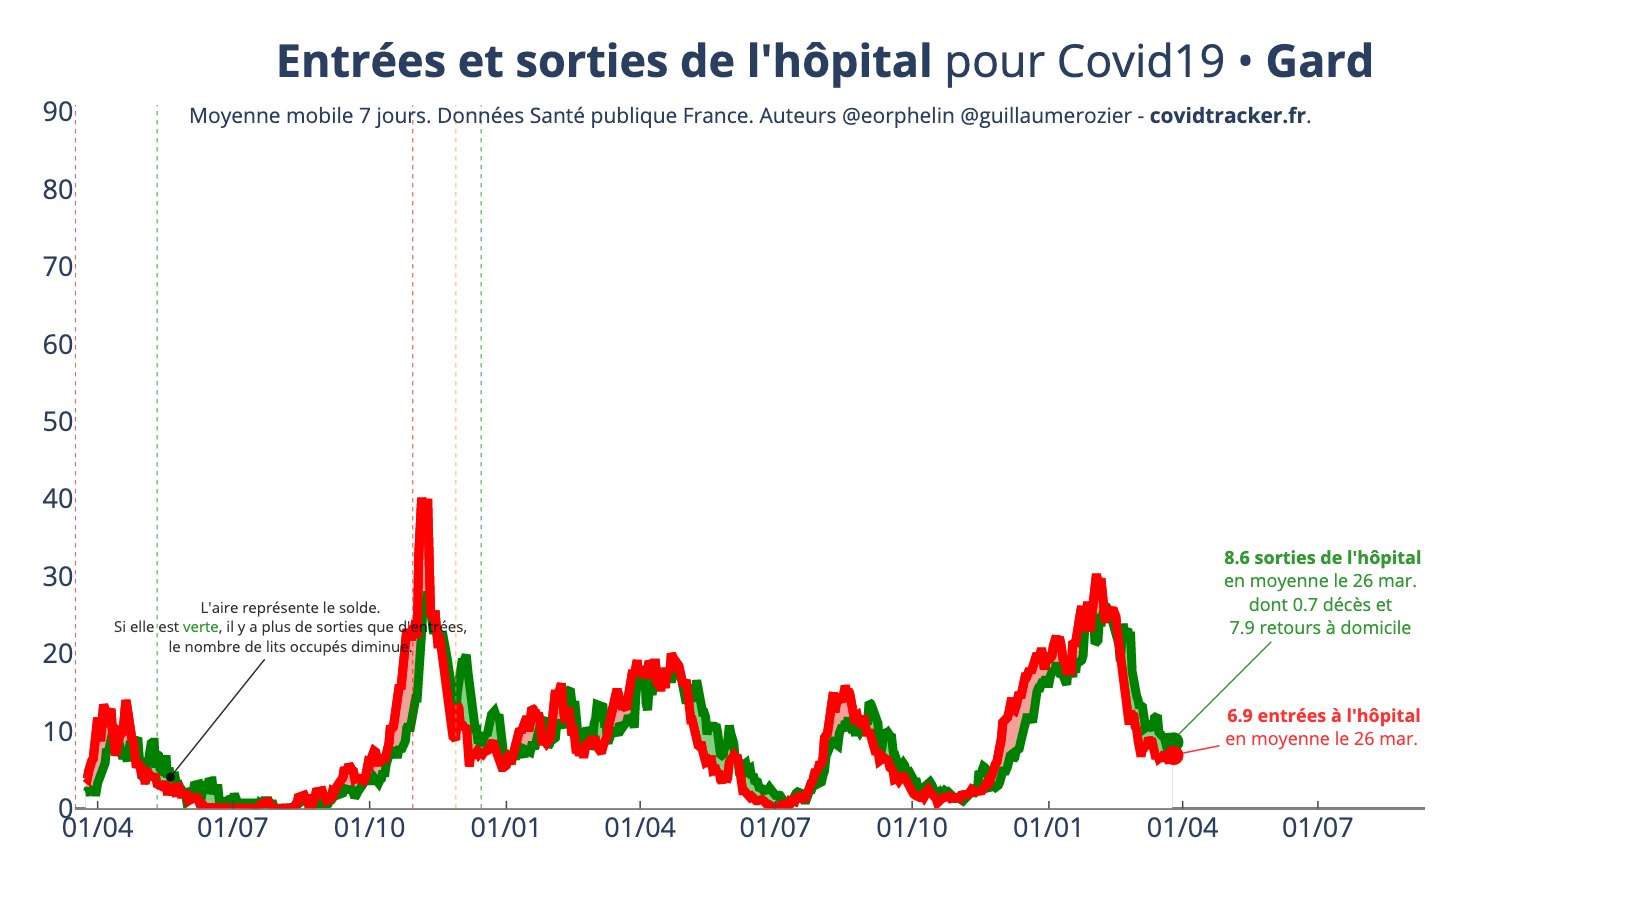 Entrées et sorties de l'hôpital pour Covid19 • Gard
Moyenne mobile 7 jours. Données Santé publique France. Auteurs @eorphelin @guillaumerozier - covidtracker.fr.
90
80
70
60
50
40
30
20
10
0
L'aire représente le solde.
Si elle est verte, il y a plus de sorties que d'entrées,
le nombre de lits occupés diminue.
8.6 sorties de l'hôpital
en moyenne le 26 mar.
dont 0.7 décès et
7.9 retours à domicile
6.9 entrées à l'hôpital
en moyenne le 26 mar.
01/04 01/07 01/10 01/01 01/04 01/07 01/10 01/01 01/04 01/07